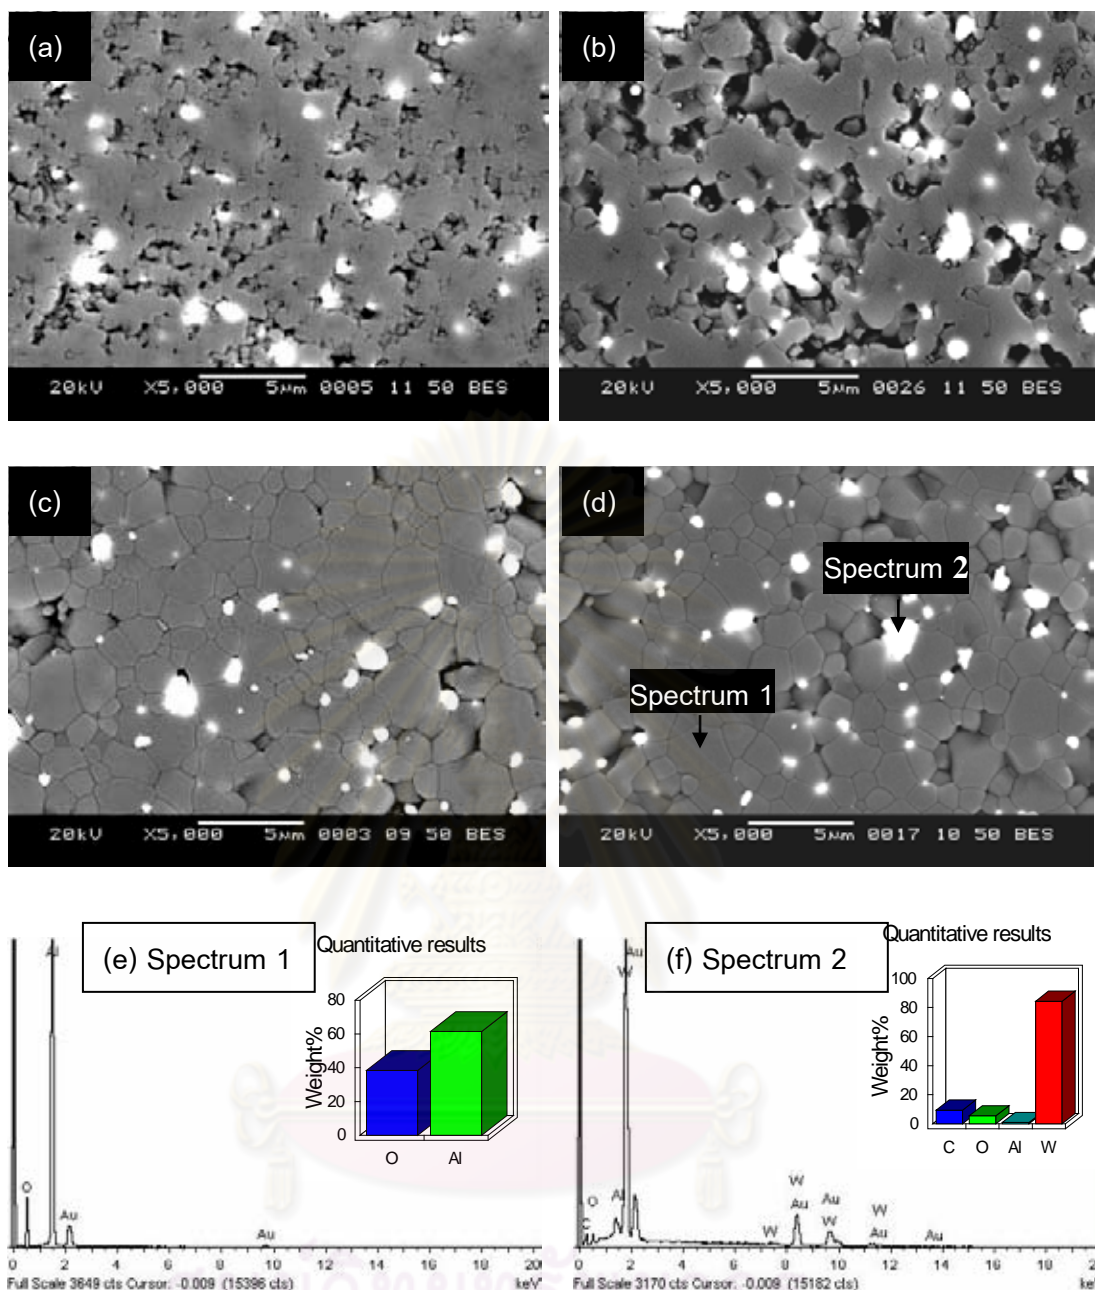 (a)
(b)
20kV X5,000 5µm 0005 11 50 BES
20kV X5,000 5µm 0026 11 50 BES
(c)
(d)
Spectrum 2
Spectrum 1
20kV X5,000 5µm 0003 09 50 BES
20kV X5,000 5µm 0017 10 50 BES
(e) Spectrum 1
Quantitative results
Weight%
80
60
40
20
0
O Al
Al
O
Au
Au
0 2 4 6 8 10 12 14 16 18 20
Full Scale 3649 cts Cursor: -0.009 (15396 cts)
keV
(f) Spectrum 2
Quantitative results
Weight%
100
80
60
40
20
0
C O Al W
Au
W
O
C
Al
W
W
Au
Au
W
W
Au
Au
0 2 4 6 8 10 12 14 16 18 2
Full Scale 3170 cts Cursor: -0.009 (15182 cts)
ke